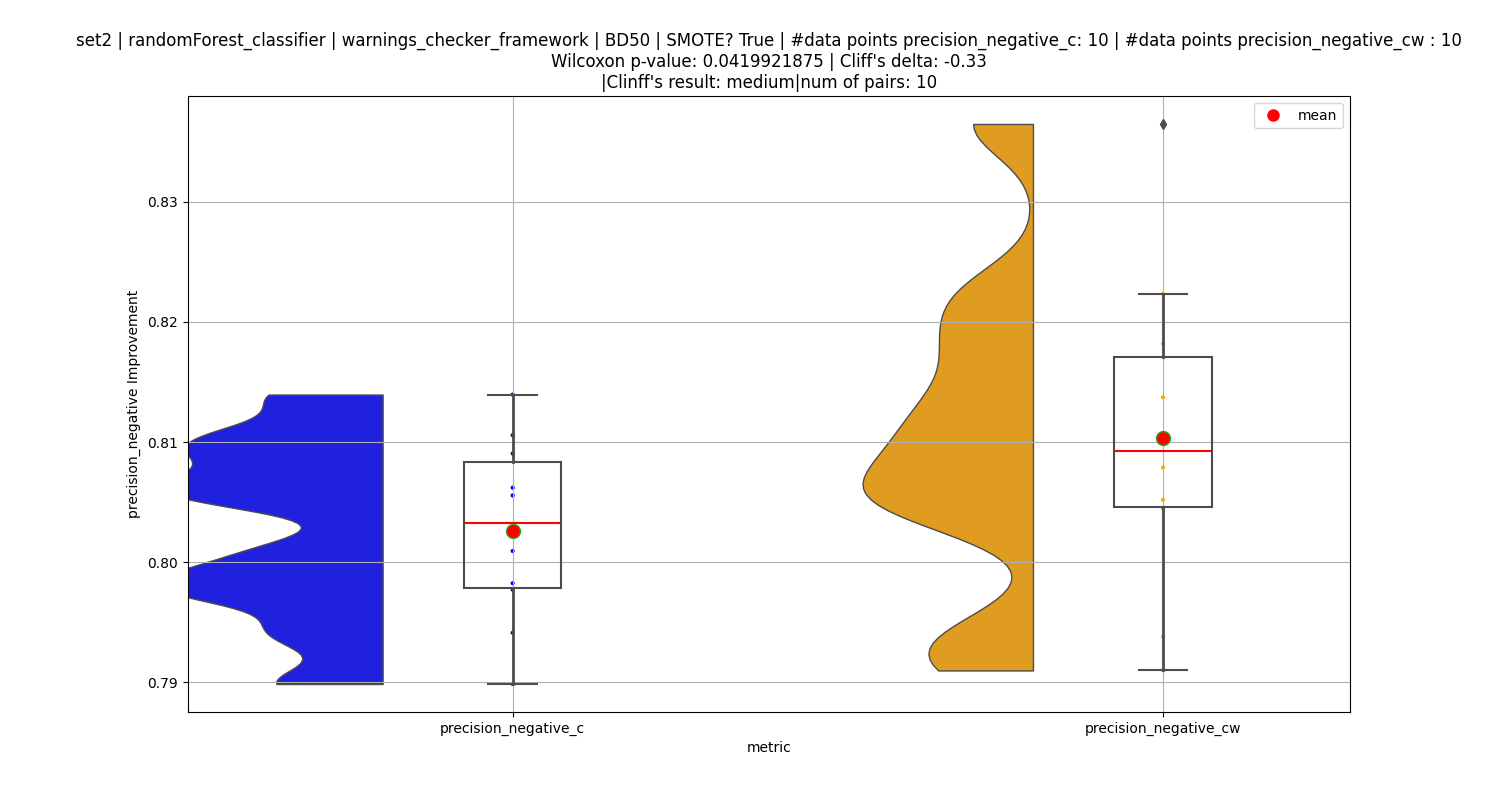 set2 | randomForest_classifier | warnings_checker_framework | BD50 | SMOTE? True | #data points precision_negative_c: 10 | #data points precision_negative_cw : 10
Wilcoxon p-value: 0.0419921875 | Cliff's delta: -0.33
|Clinff's result: medium|num of pairs: 10
mean
0.83
0.82
0.81
0.80
0.79
precision_negative Improvement
precision_negative_c
precision_negative_cw
metric